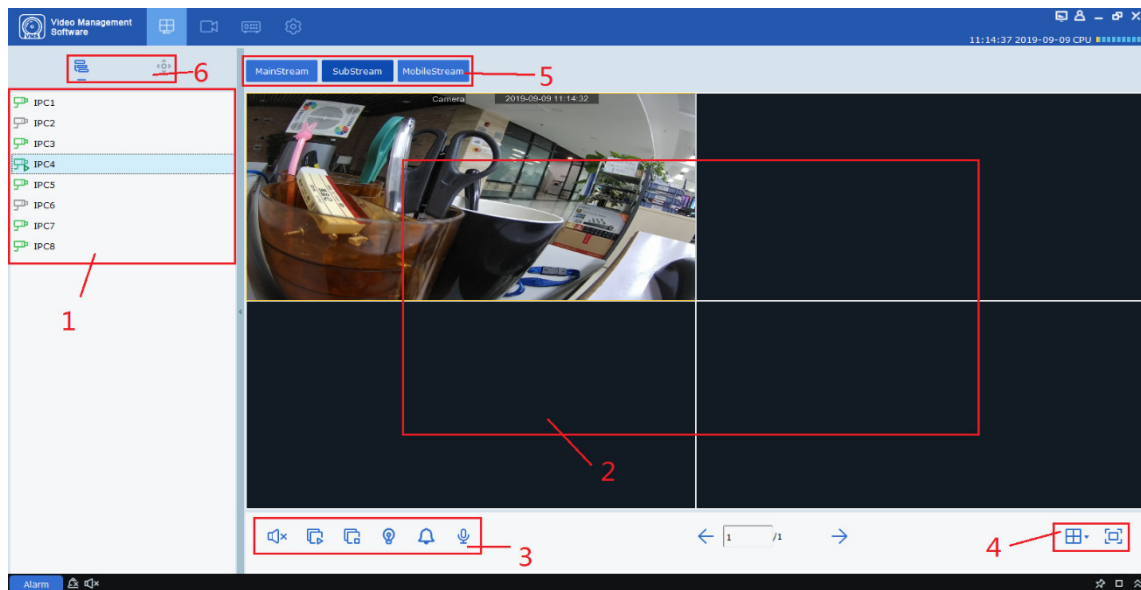 Video Management
Software
11:14:37 2019-09-09 CPU
6
MainStream SubStream MobileStream
5
IPC1
IPC2
IPC3
IPC4
IPC5
IPC6
IPC7
IPC8
Camera 2019-09-09 11:14:32
1
2
3
1 /1
4
Alarm